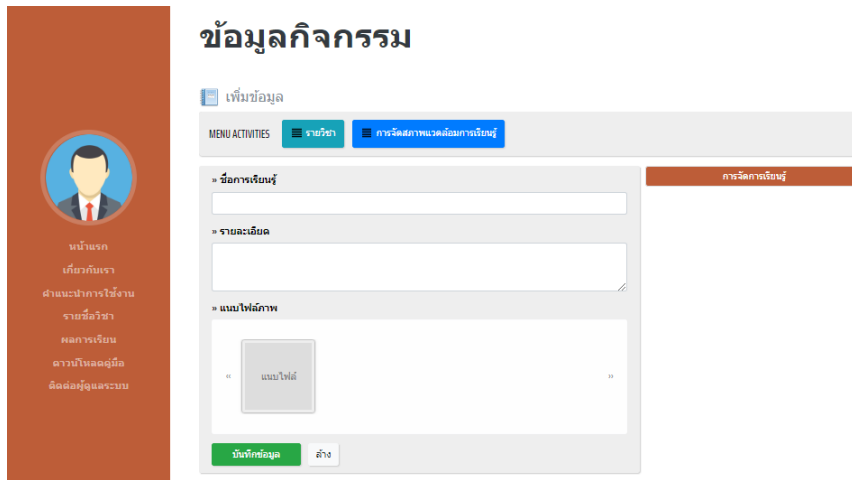 ข้อมูลกิจกรรม
เพิ่มข้อมูล
MENU ACTIVITIES รายวิชา การจัดสภาพแวดล้อมการเรียนรู้
» ชื่อการเรียนรู้
การจัดการเรียนรู้
» รายละเอียด
» แนบไฟล์ภาพ
« แนบไฟล์ »
บันทึกข้อมูล ล้าง
หน้าแรก
เกี่ยวกับเรา
คำแนะนำการใช้งาน
รายชื่อวิชา
ผลการเรียน
ดาวน์โหลดคู่มือ
ติดต่อผู้ดูแลระบบ